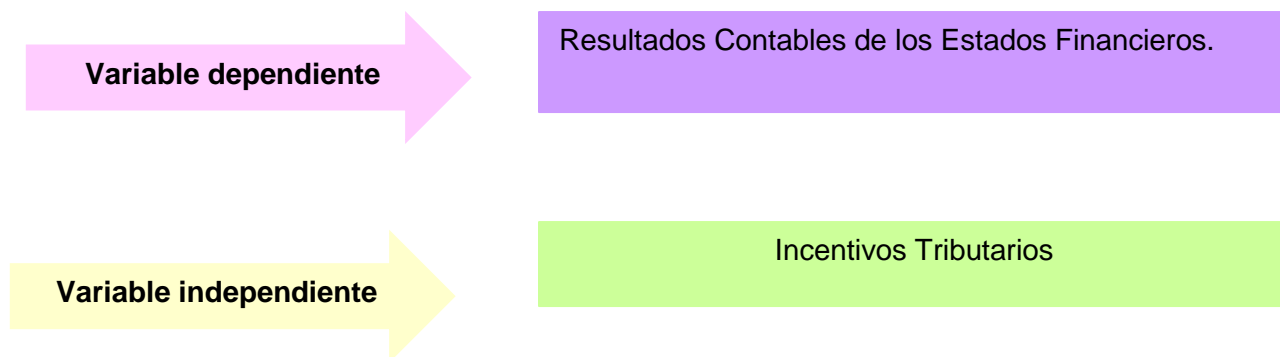 Variable dependiente
Resultados Contables de los Estados Financieros.
Variable independiente
Incentivos Tributarios